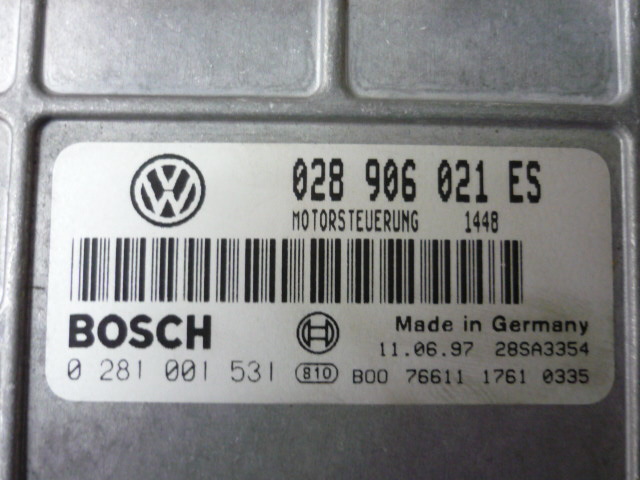 028 906 021 ES
MOTORSTEUERUNG 1448
BOSCH
Made in Germany
11.06.97 28SA3354
0 281 001 531 810 B00 76611 1761 0335